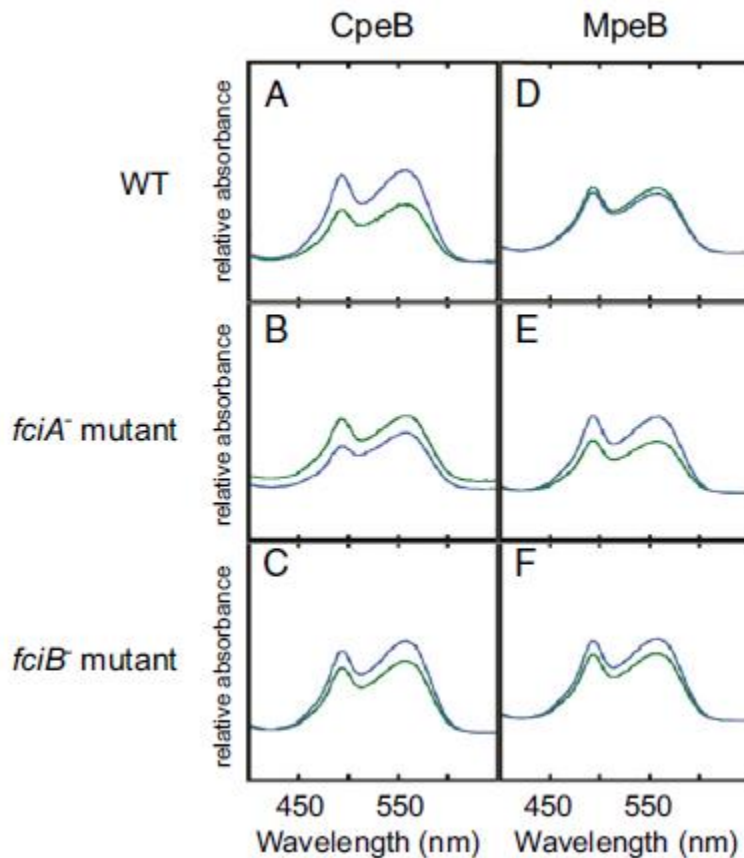 CpeB MpeB
A D
WT relative absorbance
B E
fciA⁻ mutant relative absorbance
C F
fciB⁻ mutant relative absorbance
450 550 450 550
Wavelength (nm) Wavelength (nm)